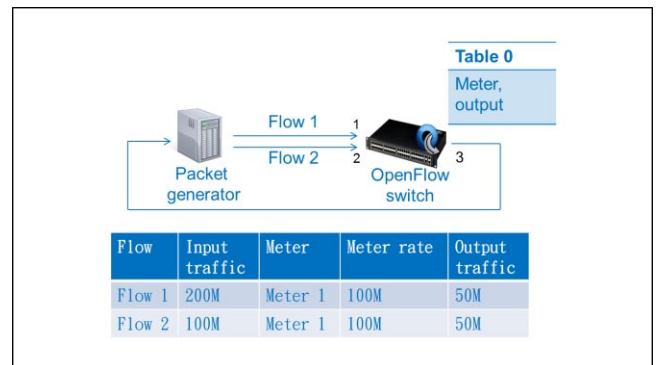 Table 0
Meter,
output
Flow 1
1
Flow 2
2
3
Packet
generator
OpenFlow
switch
Flow Input traffic Meter Meter rate Output traffic
Flow 1 200M Meter 1 100M 50M
Flow 2 100M Meter 1 100M 50M